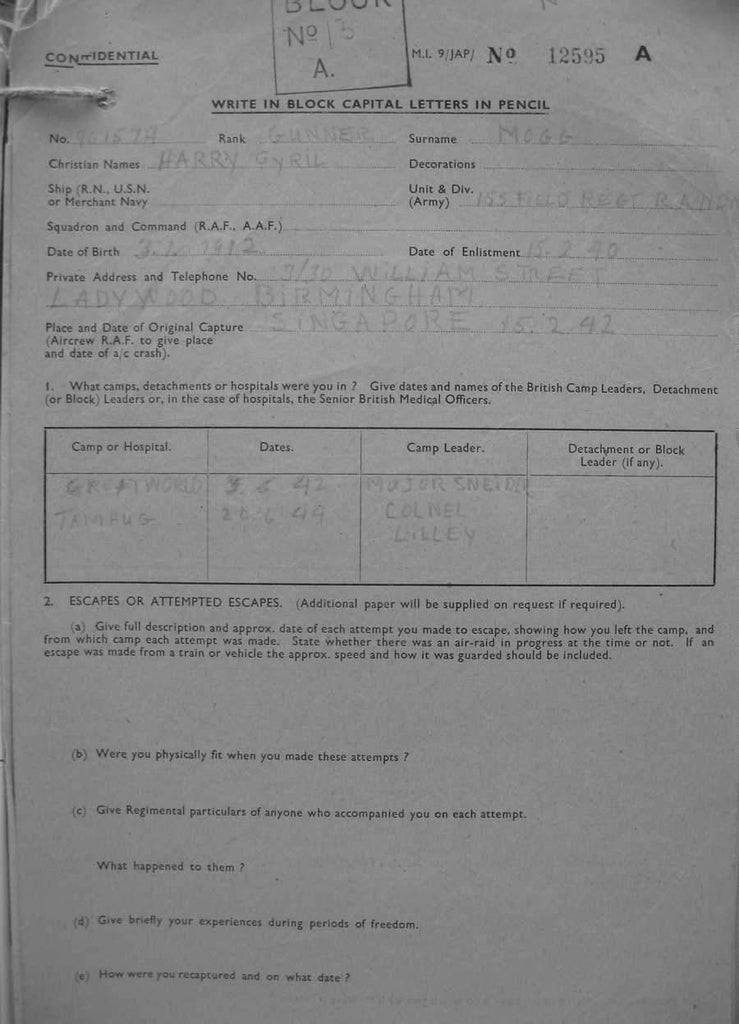 BLOCK
Nº 13
A.
CONFIDENTIAL
M.I. 9/JAP/ Nº 12595 A
WRITE IN BLOCK CAPITAL LETTERS IN PENCIL
No. Rank GUNNER Surname MOGG
Christian Names HARRY CYRIL Decorations
Ship (R.N., U.S.N. Unit & Div.
or Merchant Navy (Army) 155 FIELD REGT R.A.
Squadron and Command (R.A.F., A.A.F.)
Date of Birth 1912 Date of Enlistment 15.2.40
Private Address and Telephone No. 3/30 WILLIAM STREET
LADYWOOD BIRMINGHAM
Place and Date of Original Capture SINGAPORE 15.2.42
(Aircrew R.A.F. to give place
and date of a/c crash).
1. What camps, detachments or hospitals were you in ? Give dates and names of the British Camp Leaders, Detachment
(or Block) Leaders or, in the case of hospitals, the Senior British Medical Officers.
Camp or Hospital. Dates. Camp Leader. Detachment or Block
Leader (if any).
GREAT WORLD 42 MAJOR
44 COLNEL
LILLEY
2. ESCAPES OR ATTEMPTED ESCAPES. (Additional paper will be supplied on request if required).
(a) Give full description and approx. date of each attempt you made to escape, showing how you left the camp, and
from which camp each attempt was made. State whether there was an air-raid in progress at the time or not. If an
escape was made from a train or vehicle the approx. speed and how it was guarded should be included.
(b) Were you physically fit when you made these attempts ?
(c) Give Regimental particulars of anyone who accompanied you on each attempt.
What happened to them ?
(d) Give briefly your experiences during periods of freedom.
(e) How were you recaptured and on what date ?